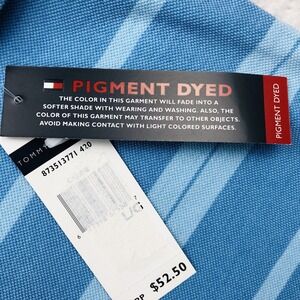 PIGMENT DYED
THE COLOR IN THIS GARMENT WILL FADE INTO A
SOFTER SHADE WITH WEARING AND WASHING. ALSO, THE
COLOR OF THIS GARMENT MAY TRANSFER TO OTHER OBJECTS.
AVOID MAKING CONTACT WITH LIGHT COLORED SURFACES.
PIGMENT DYED
TOMM
873513771 420
L/G
RP $52.50